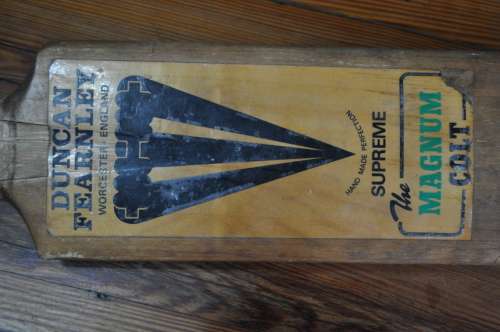 DUNCAN
FEARNLEY
WORCESTER - ENGLAND
HAND MADE PERFECTION
SUPREME
The
MAGNUM
COLT